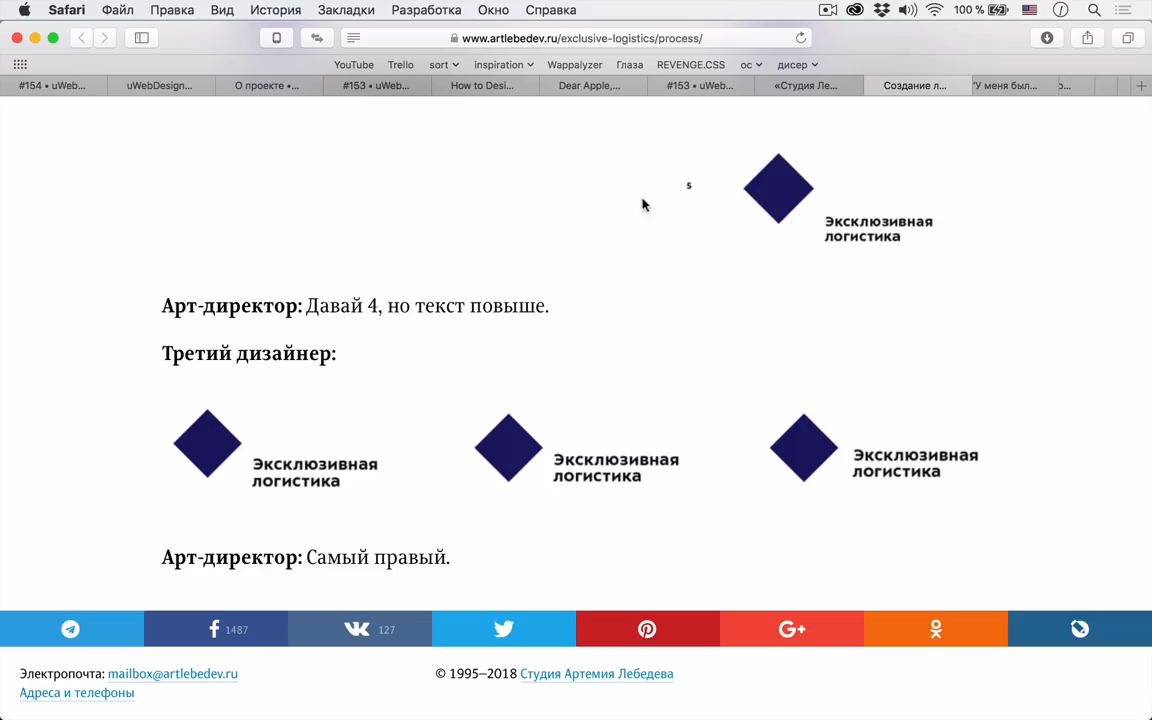 Safari Файл Правка Вид История Закладки Разработка Окно Справка 100 %
www.artlebedev.ru/exclusive-logistics/process/
YouTube Trello sort inspiration Wappalyzer Глаза REVENGE.CSS ос дисер
#154 • uWeb... uWebDesign... О проекте •... #153 • uWeb... How to Desi... Dear Apple,... #153 • uWeb... «Студия Ле... Создание л... "У меня был...
5
Эксклюзивная
логистика
Арт-директор: Давай 4, но текст повыше.
Третий дизайнер:
Эксклюзивная
логистика
Эксклюзивная
логистика
Эксклюзивная
логистика
Арт-директор: Самый правый.
1487 127 G+
Электропочта: mailbox@artlebedev.ru © 1995–2018 Студия Артемия Лебедева
Адреса и телефоны